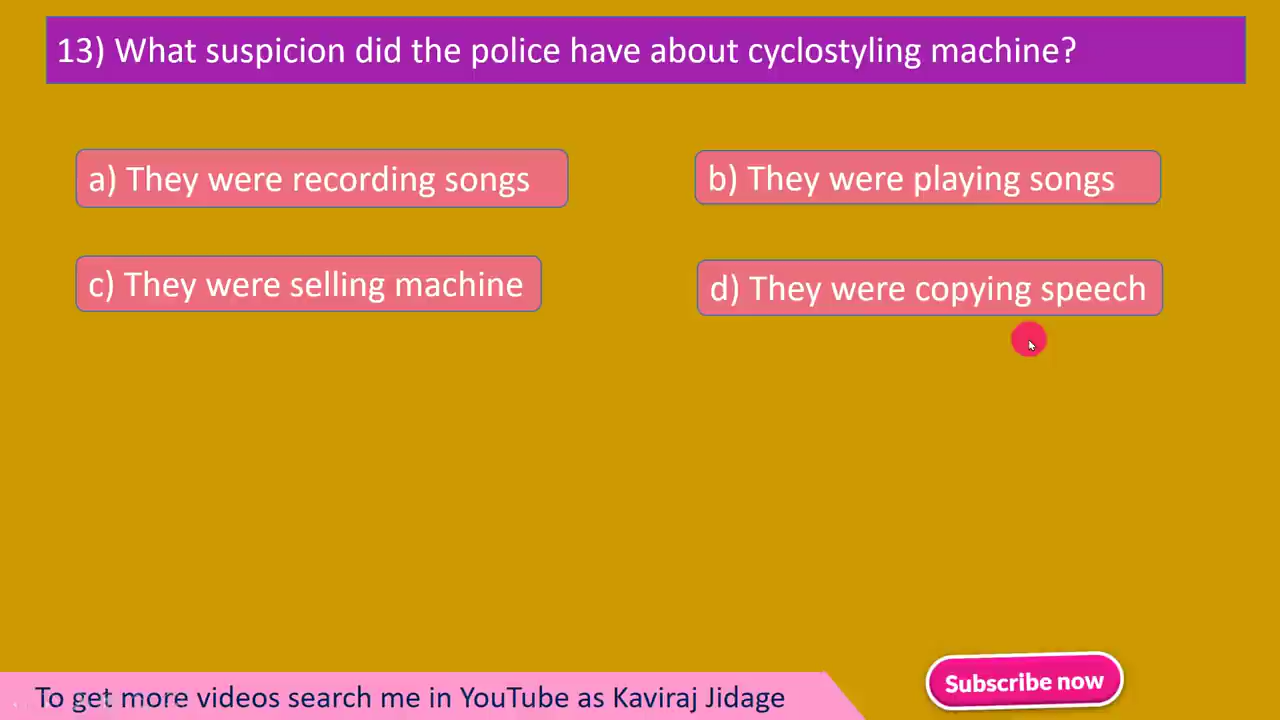 13) What suspicion did the police have about cyclostyling machine?
a) They were recording songs
b) They were playing songs
c) They were selling machine
d) They were copying speech
To get more videos search me in YouTube as Kaviraj Jidage
Subscribe now